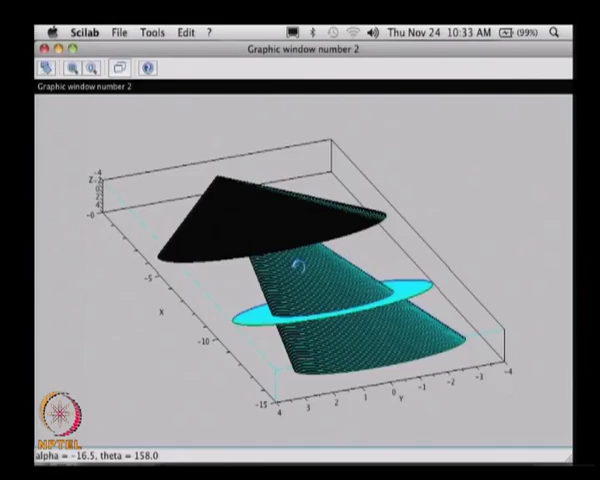 Scilab File Tools Edit ? Thu Nov 24 10:33 AM (99%)
Graphic window number 2
Graphic window number 2
Z
-4
-0
-5
X
-10
-15
4
3
2
1
0
Y
-1
-2
-3
-4
NPTEL
alpha = -16.5, theta = 158.0